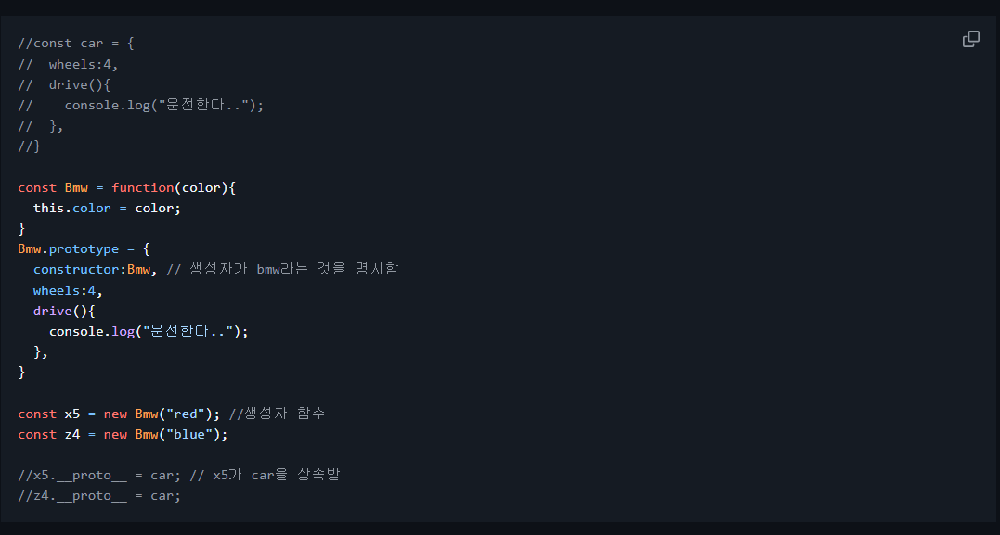 //const car = {
//  wheels:4,
//  drive(){
//    console.log("운전한다..");
//  },
//}
const Bmw = function(color){
  this.color = color;
}
Bmw.prototype = {
  constructor:Bmw, // 생성자가 bmw라는 것을 명시함
  wheels:4,
  drive(){
    console.log("운전한다..");
  },
}
const x5 = new Bmw("red"); //생성자 함수
const z4 = new Bmw("blue");
//x5.__proto__ = car; // x5가 car을 상속받
//z4.__proto__ = car;